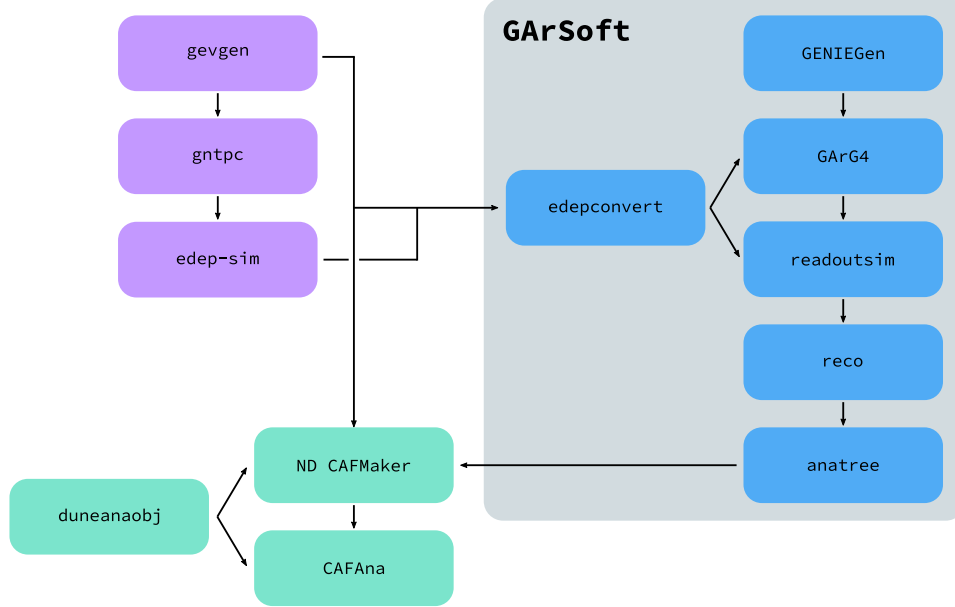 gevgen
gntpc
edep-sim
GArSoft
GENIEGen
GArG4
edepconvert
readoutsim
reco
anatree
ND CAFMaker
duneanaobj
CAFAna